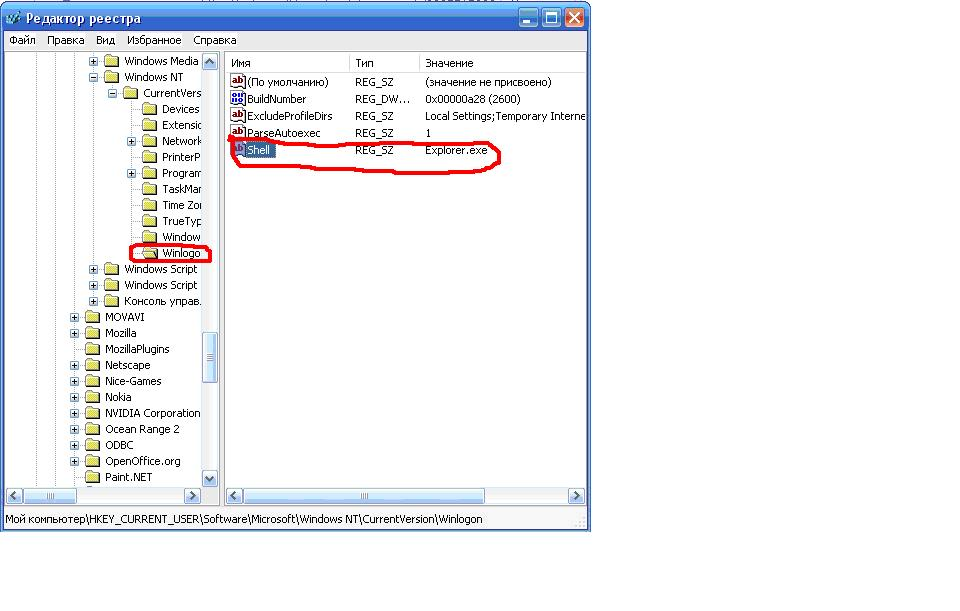 Редактор реестра
Файл Правка Вид Избранное Справка
Windows Media
Windows NT
CurrentVers
Devices
Extensio
Network
PrinterP
Program
TaskMan
Time Zon
TrueTyp
Window
Winlogo
Windows Script
Windows Script
Консоль управ
MOVAVI
Mozilla
MozillaPlugins
Netscape
Nice-Games
Nokia
NVIDIA Corporation
Ocean Range 2
ODBC
OpenOffice.org
Paint.NET
Имя Тип Значение
(По умолчанию) REG_SZ (значение не присвоено)
BuildNumber REG_DW... 0x00000a28 (2600)
ExcludeProfileDirs REG_SZ Local Settings;Temporary Interne
ParseAutoexec REG_SZ 1
Shell REG_SZ Explorer.exe
Мой компьютер\HKEY_CURRENT_USER\Software\Microsoft\Windows NT\CurrentVersion\Winlogon